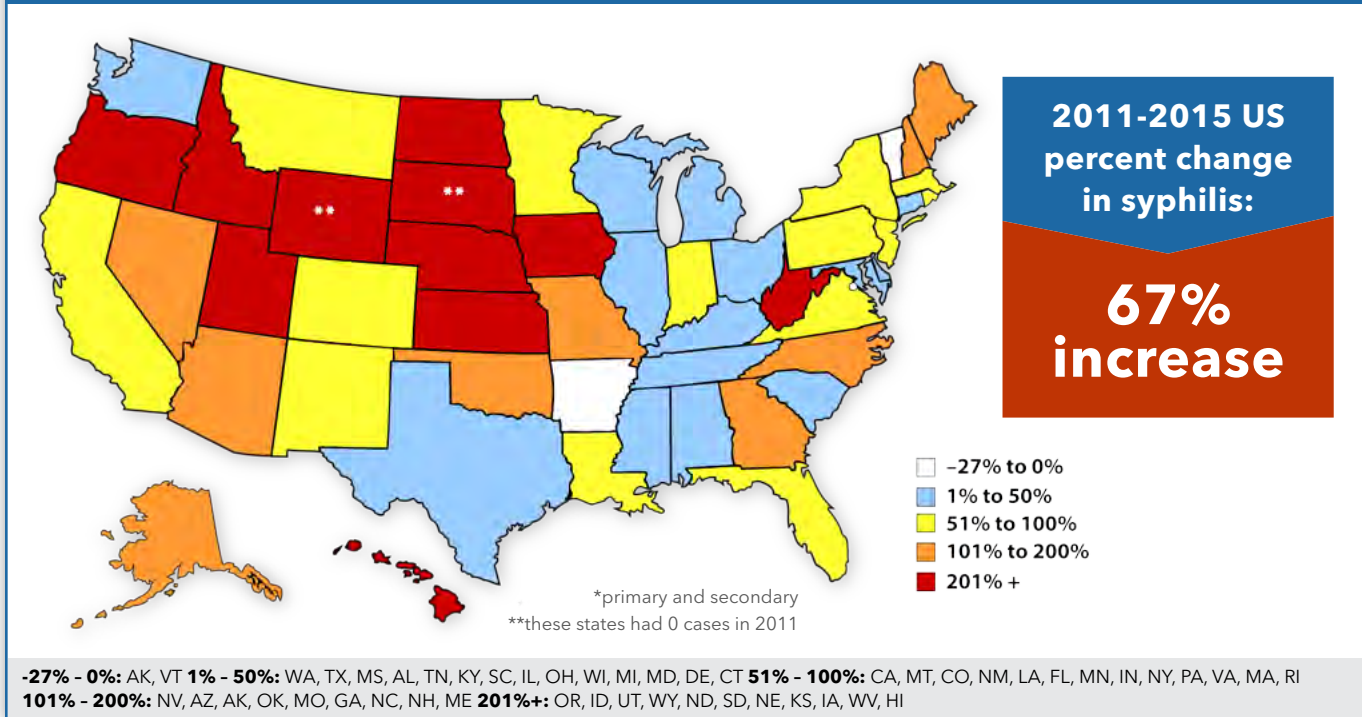 2011-2015 US
percent change
in syphilis:
67%
increase
**
**
–27% to 0%
1% to 50%
51% to 100%
101% to 200%
201% +
*primary and secondary
**these states had 0 cases in 2011
-27% – 0%: AK, VT 1% – 50%: WA, TX, MS, AL, TN, KY, SC, IL, OH, WI, MI, MD, DE, CT 51% – 100%: CA, MT, CO, NM, LA, FL, MN, IN, NY, PA, VA, MA, RI
101% – 200%: NV, AZ, AK, OK, MO, GA, NC, NH, ME 201%+: OR, ID, UT, WY, ND, SD, NE, KS, IA, WV, HI